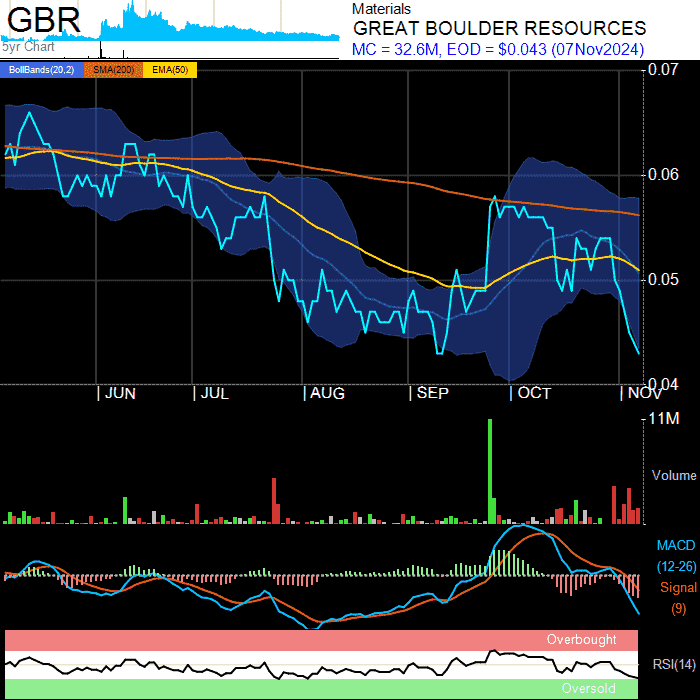 GBR
5yr Chart
Materials
GREAT BOULDER RESOURCES
MC = 32.6M, EOD = $0.043 (07Nov2024)
BollBands(20,2) SMA(200) EMA(50)
0.07
0.06
0.05
0.04
JUN JUL AUG SEP OCT NOV
11M
Volume
MACD
(12-26)
Signal
(9)
Overbought
RSI(14)
Oversold